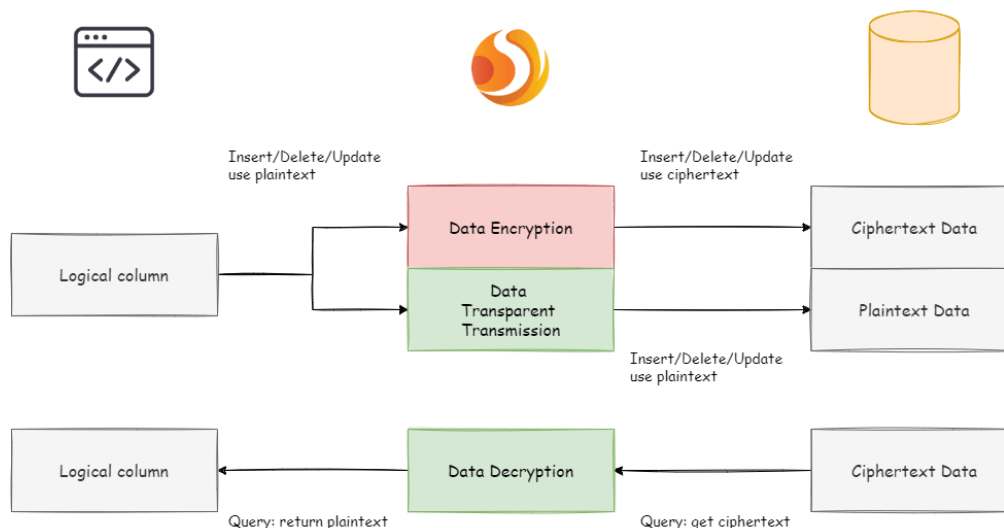 </>
Insert/Delete/Update
use plaintext
Insert/Delete/Update
use ciphertext
Logical column
Data Encryption
Ciphertext Data
Data
Transparent
Transmission
Plaintext Data
Insert/Delete/Update
use plaintext
Logical column
Data Decryption
Ciphertext Data
Query: return plaintext
Query: get ciphertext